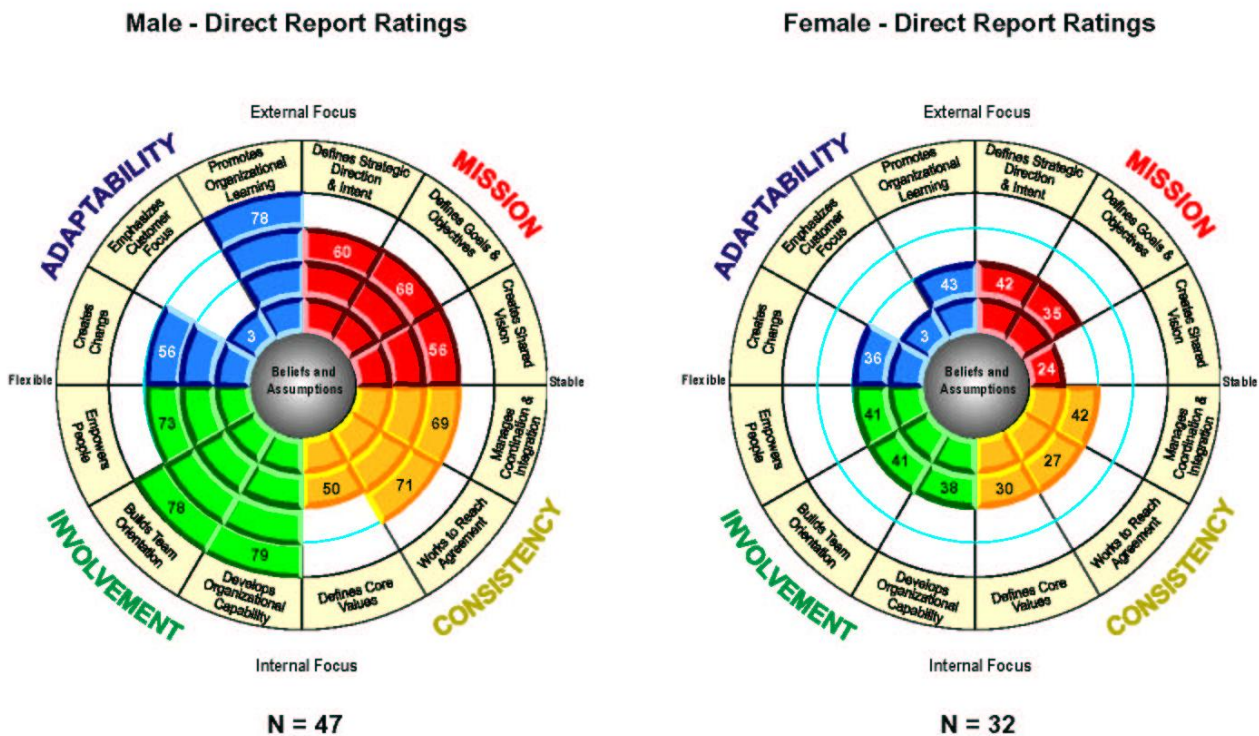 Male - Direct Report Ratings
External Focus
ADAPTABILITY
MISSION
Promotes
Organizational
Learning
Defines Strategic
Direction
& Intent
Emphasizes
Customer
Focus
Defines Goals &
Objectives
Creates
Change
Creates Shared
Vision
78
60
68
3
56
56
Flexible
Beliefs and
Assumptions
Stable
73
69
78
79
50
71
Empowers
People
Manages
Coordination &
Integration
Builds Team
Orientation
Works to Reach
Agreement
Develops
Organizational
Capability
Defines Core
Values
INVOLVEMENT
CONSISTENCY
Internal Focus
N = 47
Female - Direct Report Ratings
External Focus
ADAPTABILITY
MISSION
Promotes
Organizational
Learning
Defines Strategic
Direction
& Intent
Emphasizes
Customer
Focus
Defines Goals &
Objectives
Creates
Change
Creates Shared
Vision
43
42
35
3
36
24
Flexible
Beliefs and
Assumptions
Stable
41
42
41
27
38
30
Empowers
People
Manages
Coordination &
Integration
Builds Team
Orientation
Works to Reach
Agreement
Develops
Organizational
Capability
Defines Core
Values
INVOLVEMENT
CONSISTENCY
Internal Focus
N = 32